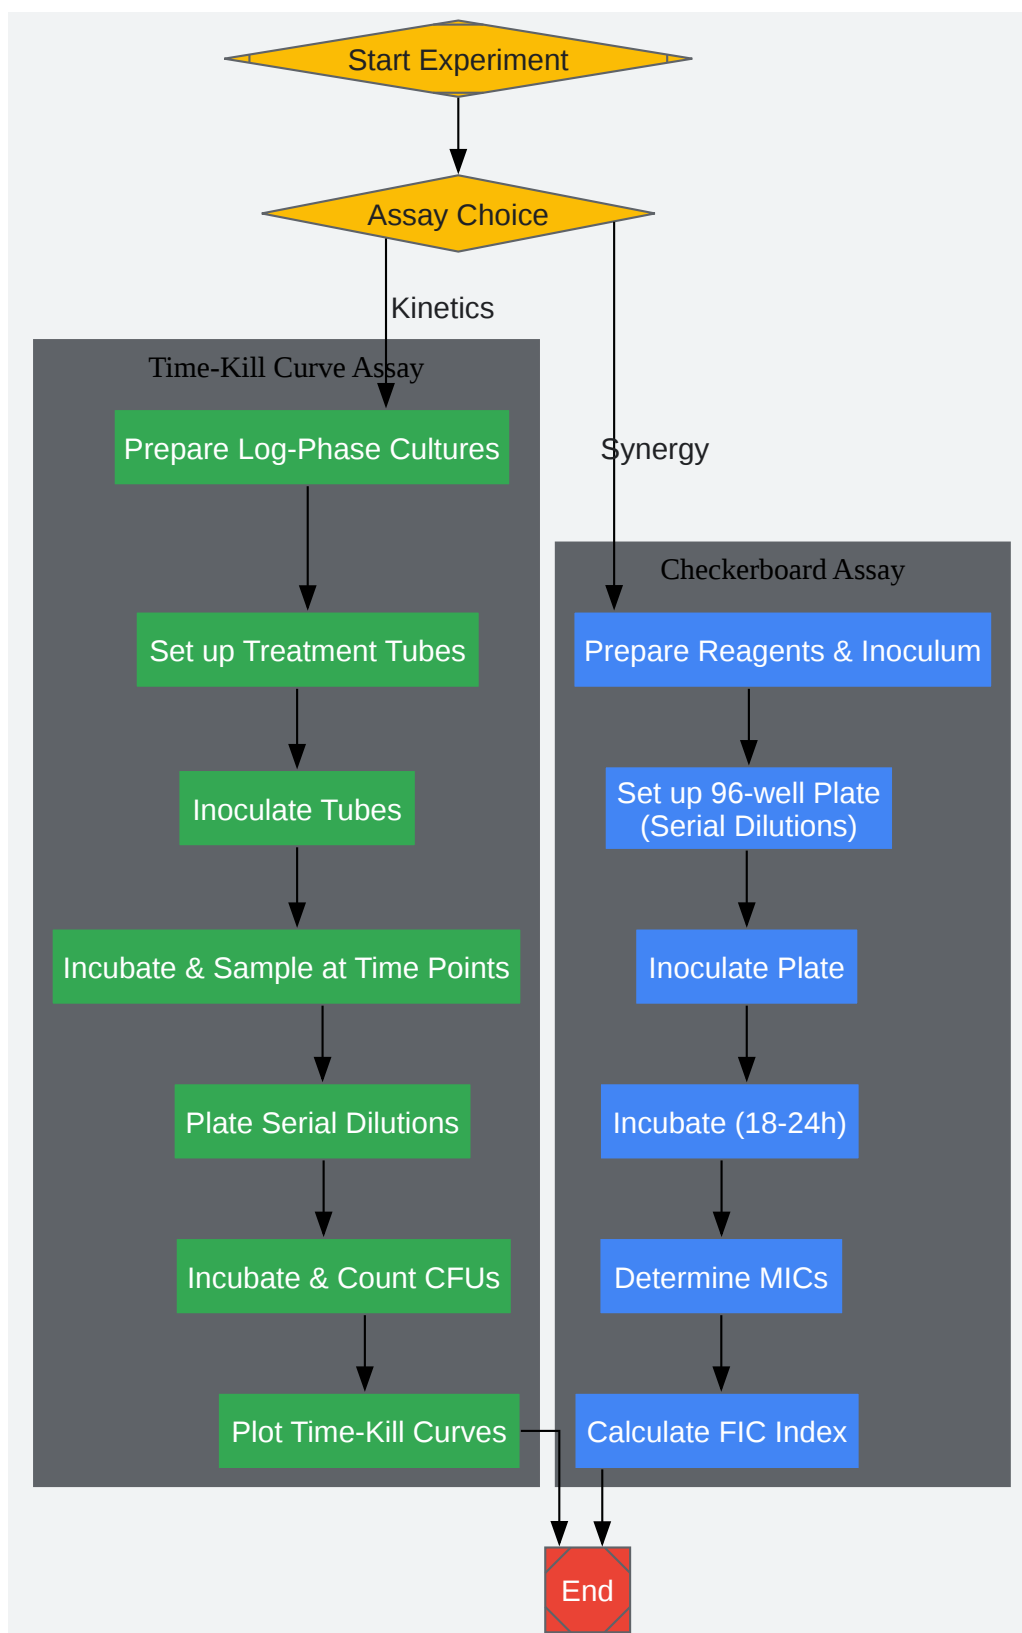 Start Experiment
Assay Choice
Kinetics
Synergy
Time-Kill Curve Assay
Prepare Log-Phase Cultures
Set up Treatment Tubes
Inoculate Tubes
Incubate & Sample at Time Points
Plate Serial Dilutions
Incubate & Count CFUs
Plot Time-Kill Curves
Checkerboard Assay
Prepare Reagents & Inoculum
Set up 96-well Plate
(Serial Dilutions)
Inoculate Plate
Incubate (18-24h)
Determine MICs
Calculate FIC Index
End